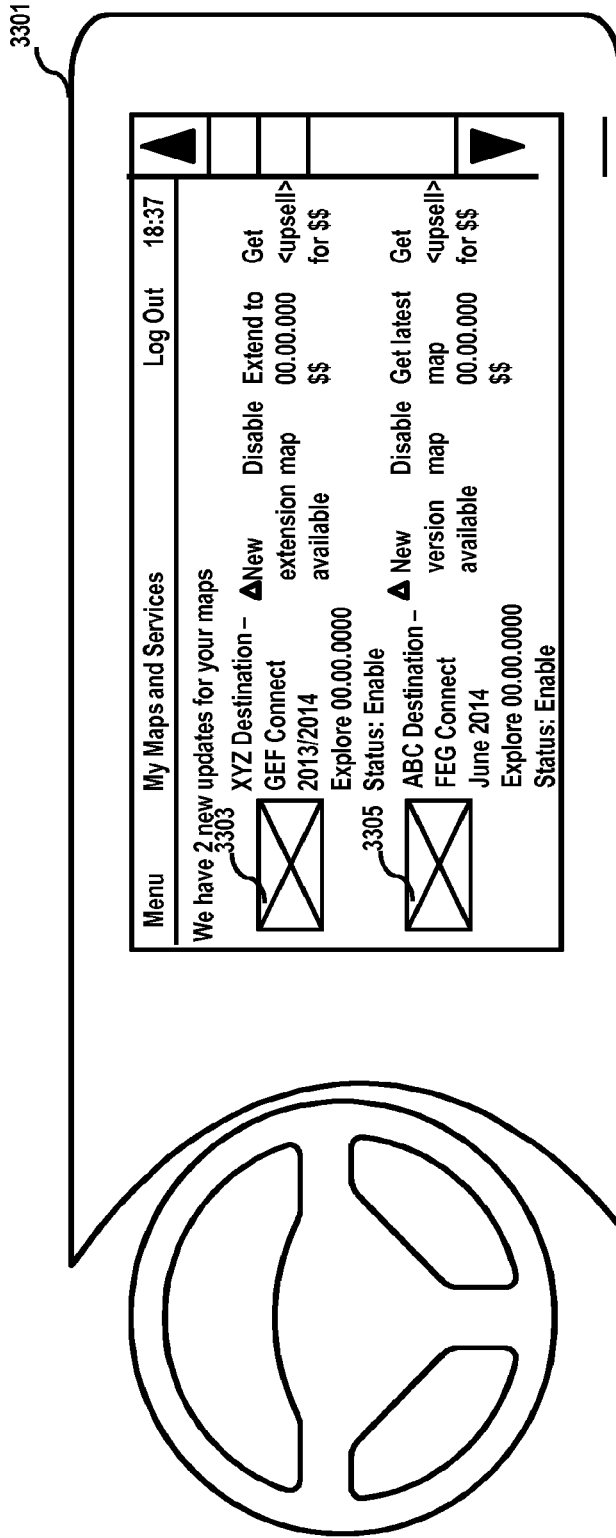 3301
Menu My Maps and Services Log Out 18:37
We have 2 new updates for your maps
3303
XYZ Destination –
GEF Connect
2013/2014
Explore 00.00.0000
Status: Enable
New
extension map
available
Disable
Extend to
00.00.000
$$
Get
<upsell>
for $$
3305
ABC Destination –
FEG Connect
June 2014
Explore 00.00.0000
Status: Enable
New
version map
available
Disable
Get latest
map
00.00.000
$$
Get
<upsell>
for $$